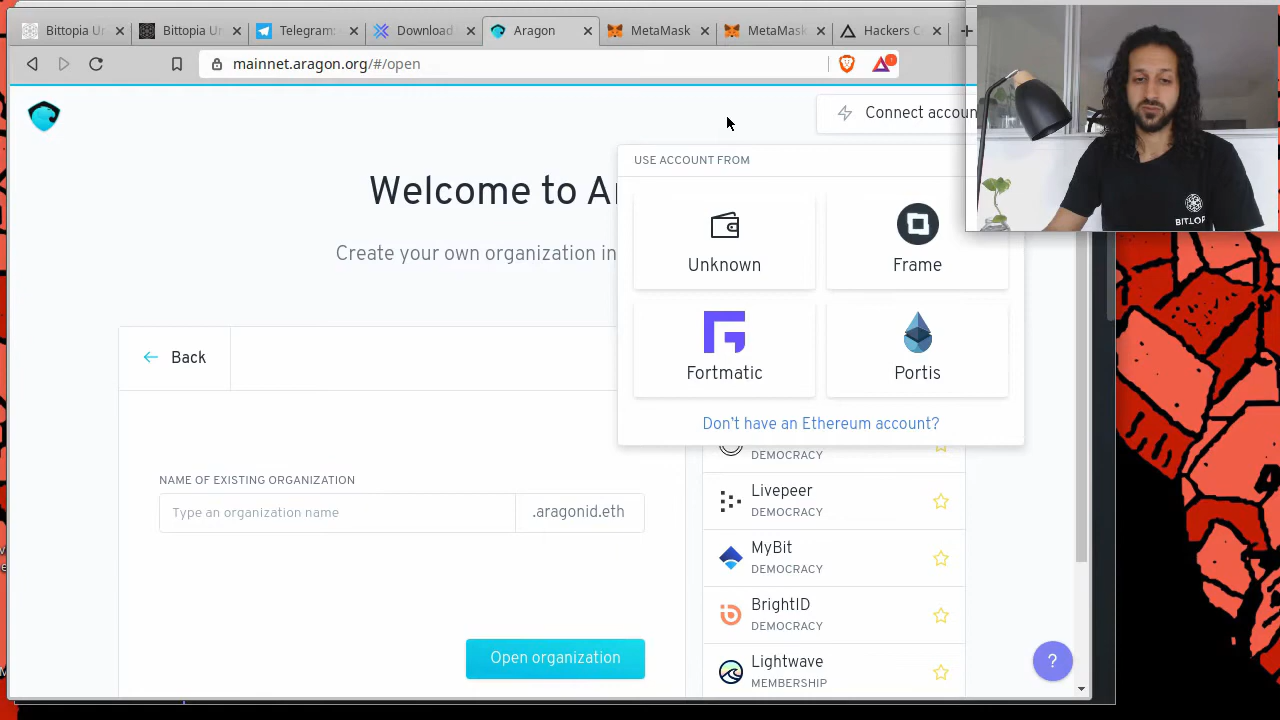 Bittopia Ur
Bittopia Ur
Telegram:
Download
Aragon
MetaMask
MetaMask
Hackers C
mainnet.aragon.org/#/open
Connect accoun
BITLOP
USE ACCOUNT FROM
Welcome to Ar
Create your own organization in
Unknown
Frame
Fortmatic
Portis
Don't have an Ethereum account?
Back
NAME OF EXISTING ORGANIZATION
Type an organization name
.aragonid.eth
Open organization
DEMOCRACY
Livepeer
DEMOCRACY
MyBit
DEMOCRACY
BrightID
DEMOCRACY
Lightwave
MEMBERSHIP
?